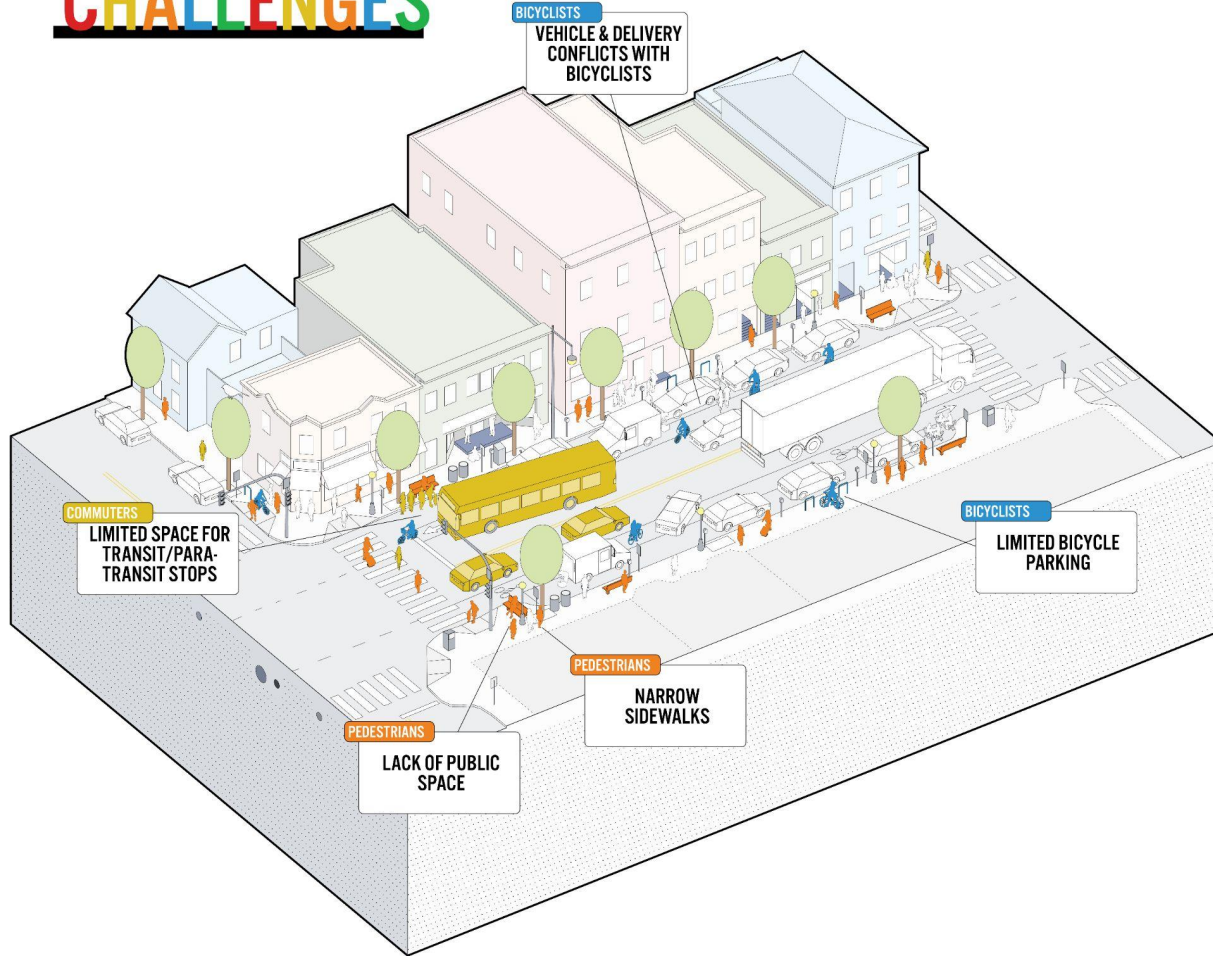 CHALLENGES
BICYCLISTS
VEHICLE & DELIVERY
CONFLICTS WITH
BICYCLISTS
COMMUTERS
LIMITED SPACE FOR
TRANSIT/PARA-
TRANSIT STOPS
BICYCLISTS
LIMITED BICYCLE
PARKING
PEDESTRIANS
NARROW
SIDEWALKS
PEDESTRIANS
LACK OF PUBLIC
SPACE